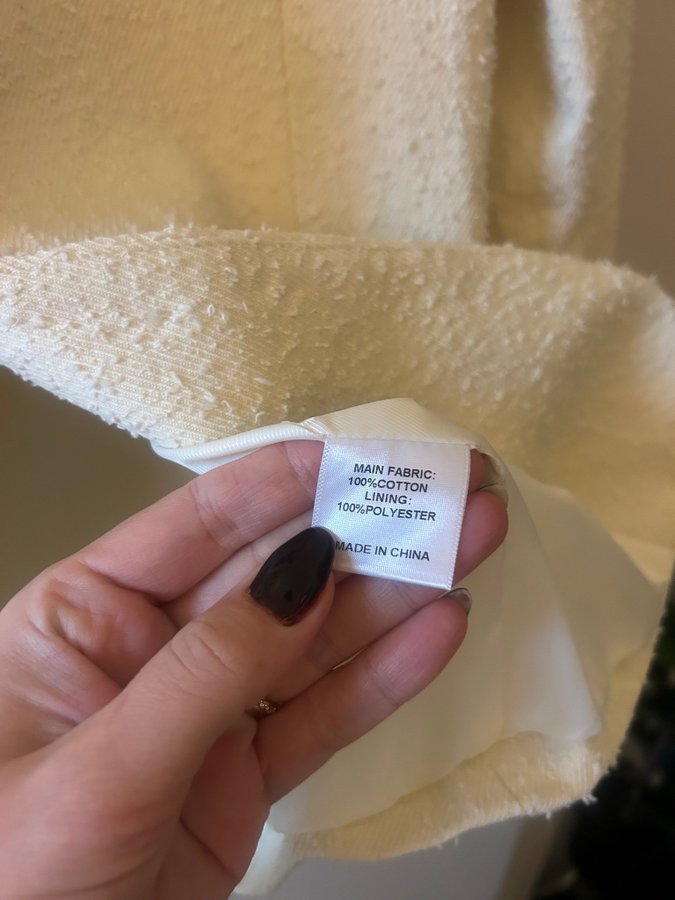 MAIN FABRIC:
100%COTTON
LINING:
100%POLYESTER
MADE IN CHINA